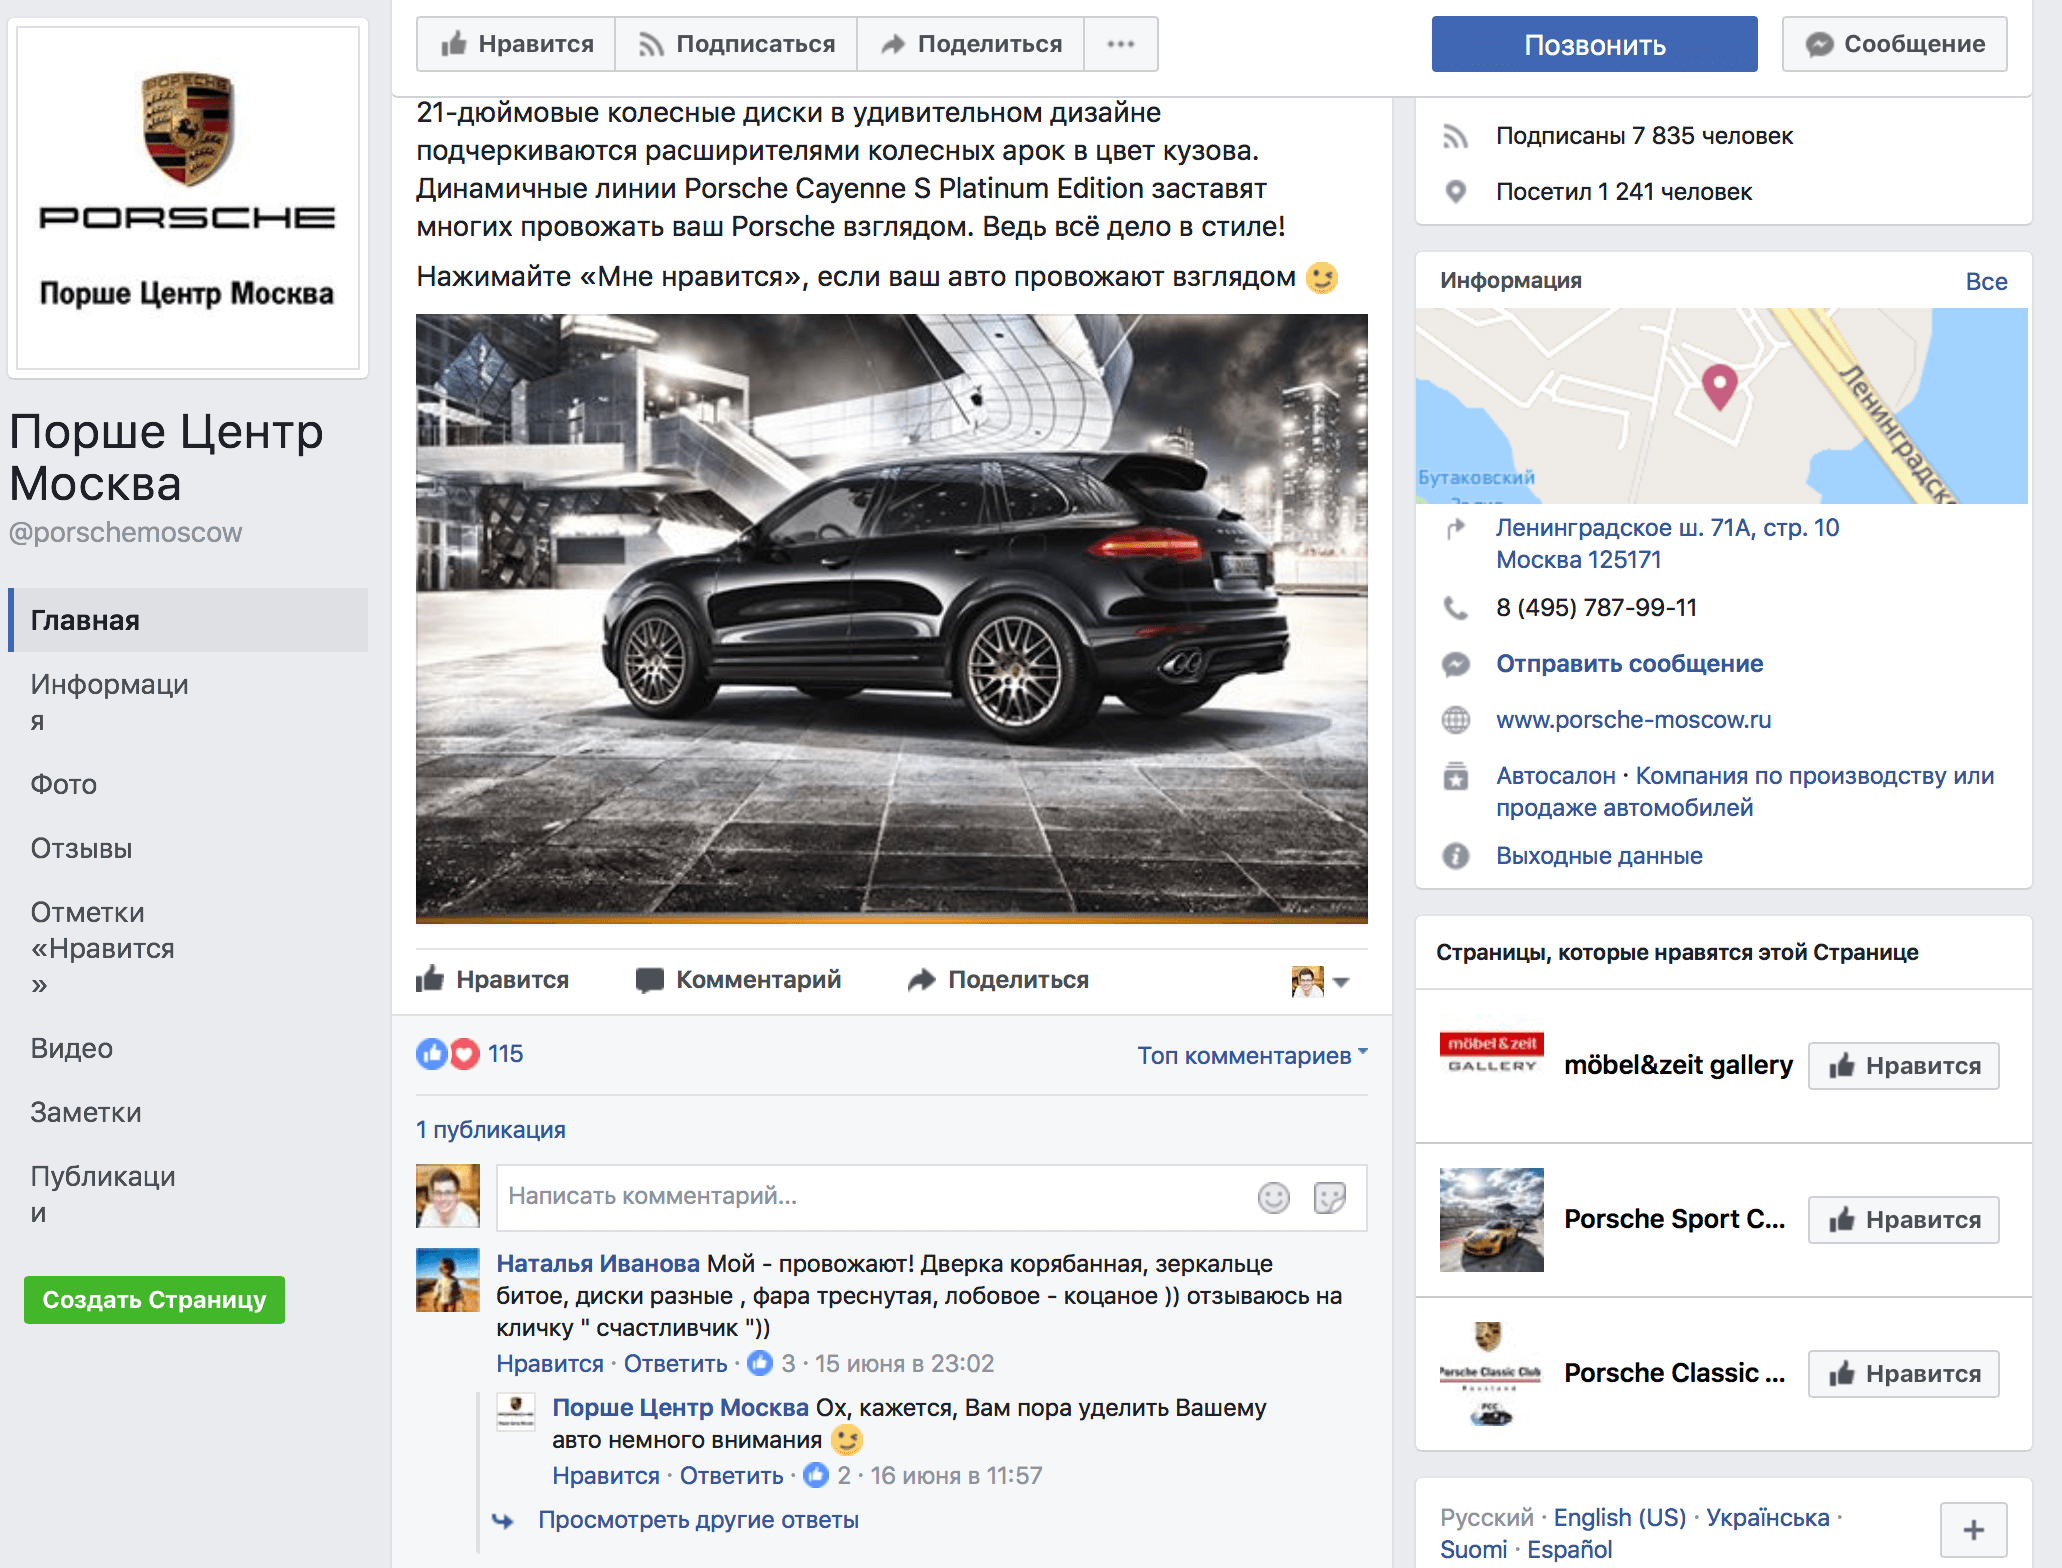 PORSCHE
PORSCHE
Порше Центр Москва
Порше Центр
Москва
@porschemoscow
Главная
Информаци
я
Фото
Отзывы
Отметки
«Нравится
»
Видео
Заметки
Публикаци
и
Создать Страницу
Нравится
Подписаться
Поделиться
Позвонить
Сообщение
21-дюймовые колесные диски в удивительном дизайне
подчеркиваются расширителями колесных арок в цвет кузова.
Динамичные линии Porsche Cayenne S Platinum Edition заставят
многих провожать ваш Porsche взглядом. Ведь всё дело в стиле!
Нажимайте «Мне нравится», если ваш авто провожают взглядом
Нравится
Комментарий
Поделиться
115
Топ комментариев
1 публикация
Написать комментарий...
Наталья Иванова Мой - провожают! Дверка корябанная, зеркальце
битое, диски разные , фара треснутая, лобовое - коцаное )) отзываюсь на
кличку " счастливчик "))
Нравится · Ответить · 3 · 15 июня в 23:02
Порше Центр Москва Ох, кажется, Вам пора уделить Вашему
авто немного внимания
Нравится · Ответить · 2 · 16 июня в 11:57
Просмотреть другие ответы
Подписаны 7 835 человек
Посетил 1 241 человек
Информация
Все
Ленинградск
Бутаковский
Ленинградское ш. 71А, стр. 10
Москва 125171
8 (495) 787-99-11
Отправить сообщение
www.porsche-moscow.ru
Автосалон · Компания по производству или
продаже автомобилей
Выходные данные
Страницы, которые нравятся этой Странице
möbel&zeit
GALLERY
möbel&zeit gallery
Нравится
Porsche Sport C...
Нравится
Porsche Classic Club
Russland
PCC
Porsche Classic ...
Нравится
Русский · English (US) · Українська ·
Suomi · Español
+